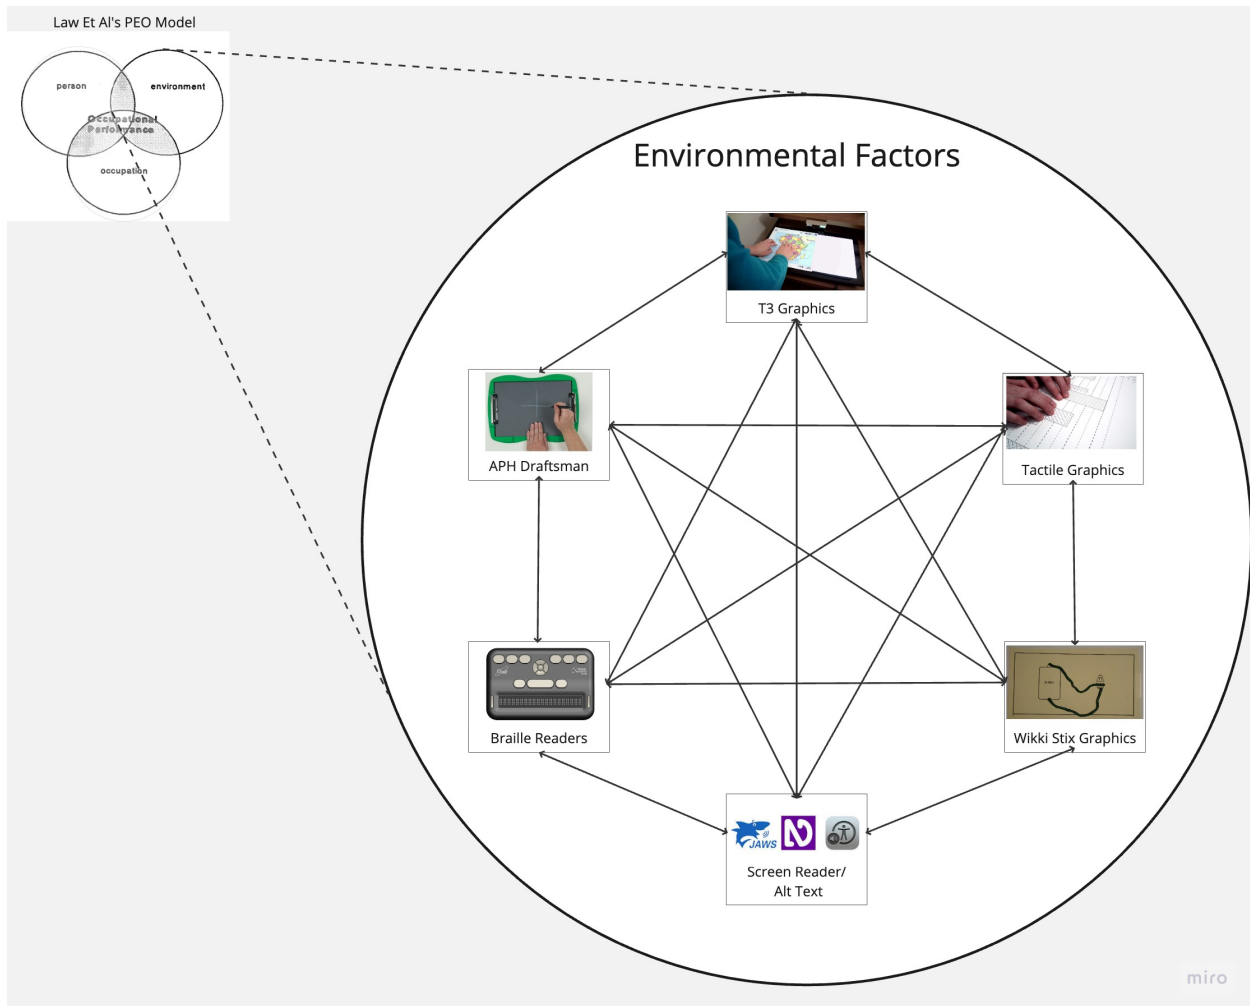 Law Et Al's PEO Model
person
environment
Occupational
Performance
occupation
Environmental Factors
T3 Graphics
APH Draftsman
Tactile Graphics
Braille Readers
Wikki Stix Graphics
JAWS
Screen Reader/
Alt Text
miro